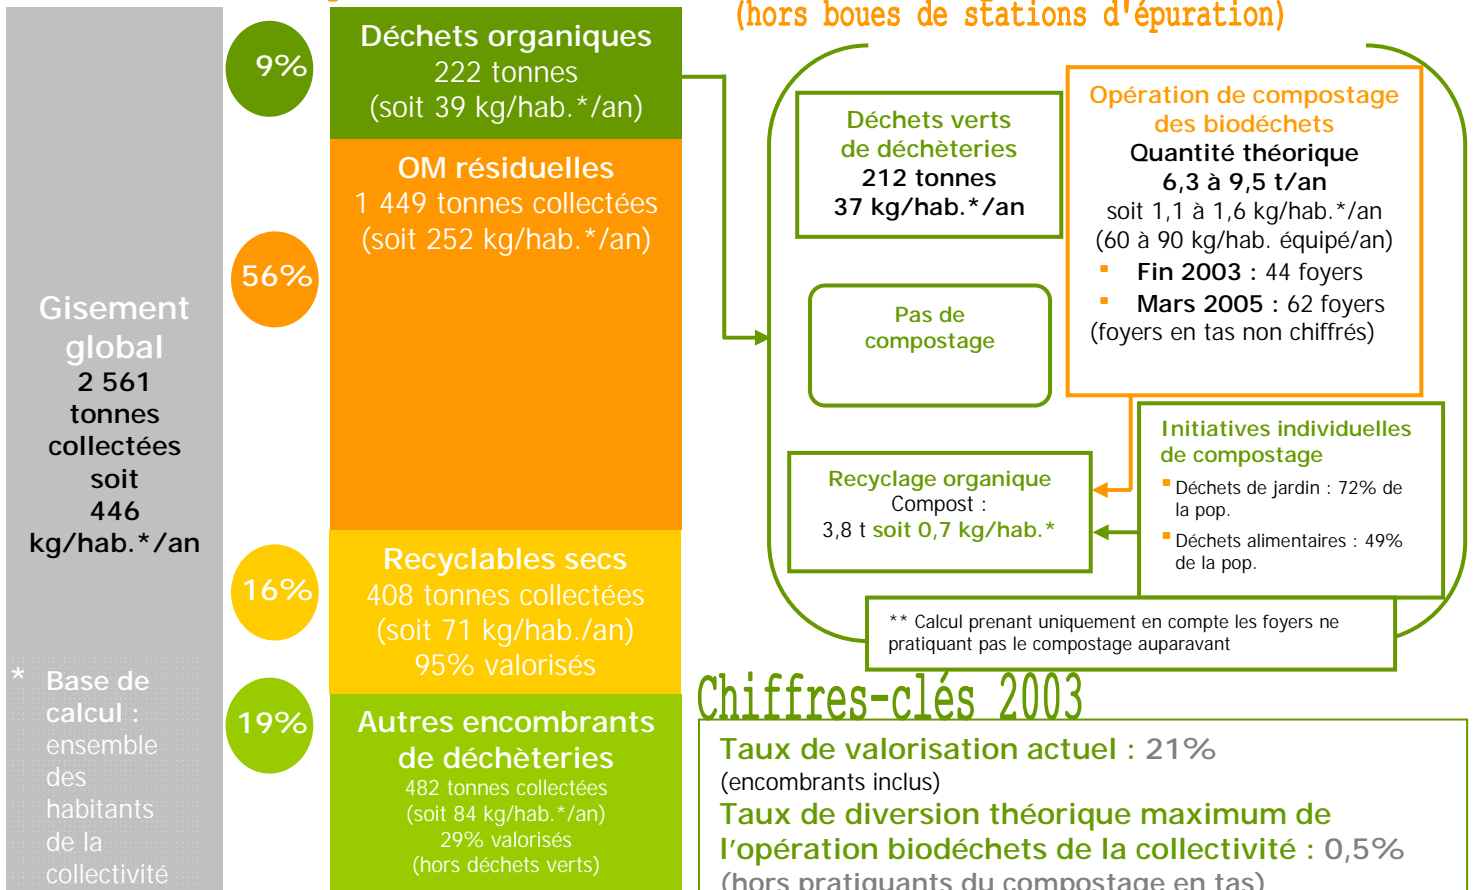 (hors boues de stations d'épuration)
Gisement
global
2 561
tonnes
collectées
soit
446
kg/hab.*/an
* Base de
calcul :
ensemble
des
habitants
de la
collectivité
9%
Déchets organiques
222 tonnes
(soit 39 kg/hab.*/an)
56%
OM résiduelles
1 449 tonnes collectées
(soit 252 kg/hab.*/an)
16%
Recyclables secs
408 tonnes collectées
(soit 71 kg/hab./an)
95% valorisés
19%
Autres encombrants
de déchèteries
482 tonnes collectées
(soit 84 kg/hab.*/an)
29% valorisés
(hors déchets verts)
Déchets verts
de déchèteries
212 tonnes
37 kg/hab.*/an
Opération de compostage
des biodéchets
Quantité théorique
6,3 à 9,5 t/an
soit 1,1 à 1,6 kg/hab.*/an
(60 à 90 kg/hab. équipé/an)
▪ Fin 2003 : 44 foyers
▪ Mars 2005 : 62 foyers
(foyers en tas non chiffrés)
Pas de
compostage
Recyclage organique
Compost :
3,8 t soit 0,7 kg/hab.*
Initiatives individuelles
de compostage
▪ Déchets de jardin : 72% de
la pop.
▪ Déchets alimentaires : 49%
de la pop.
** Calcul prenant uniquement en compte les foyers ne
pratiquant pas le compostage auparavant
Chiffres-clés 2003
Taux de valorisation actuel : 21%
(encombrants inclus)
Taux de diversion théorique maximum de
l'opération biodéchets de la collectivité : 0,5%
(hors pratiquants du compostage en tas)